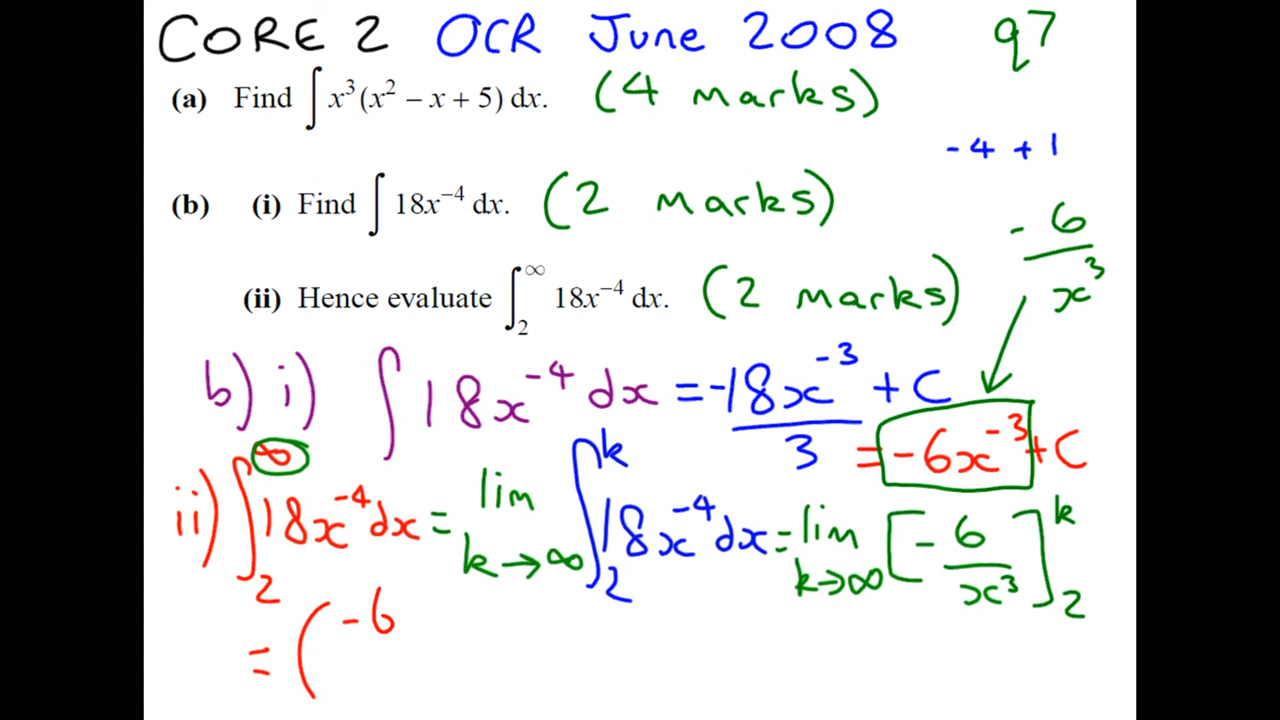 CORE 2 OCR June 2008 q7
(a) Find ∫ x³(x² − x + 5) dx. (4 marks)
-4 + 1
(b) (i) Find ∫ 18x⁻⁴ dx. (2 marks)
-6/x³
(ii) Hence evaluate ∫₂^∞ 18x⁻⁴ dx. (2 marks)
b) i) ∫ 18x⁻⁴ dx = -18x⁻³/3 + C
= -6x⁻³ + C
ii) ∫₂^∞ 18x⁻⁴ dx = lim k→∞ ∫₂^k 18x⁻⁴ dx = lim k→∞ [-6/x³]₂^k
= (-6